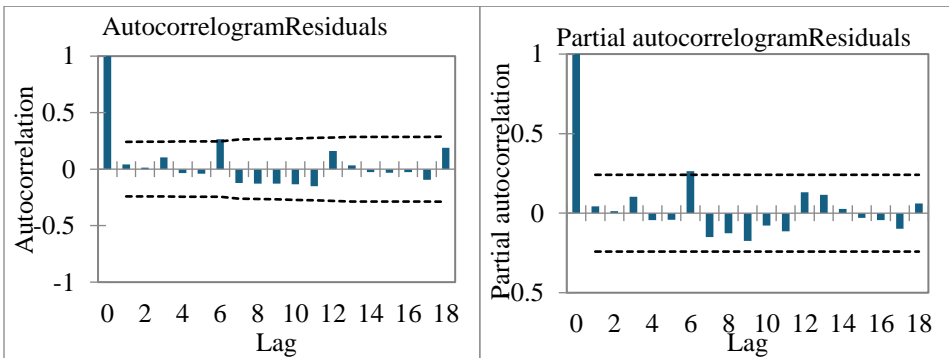 AutocorrelogramResiduals
Autocorrelation
1
0.5
0
-0.5
-1
0 2 4 6 8 10 12 14 16 18
Lag
Partial autocorrelogramResiduals
Partial autocorrelation
1
0.5
0
0.5
0 2 4 6 8 10 12 14 16 18
Lag